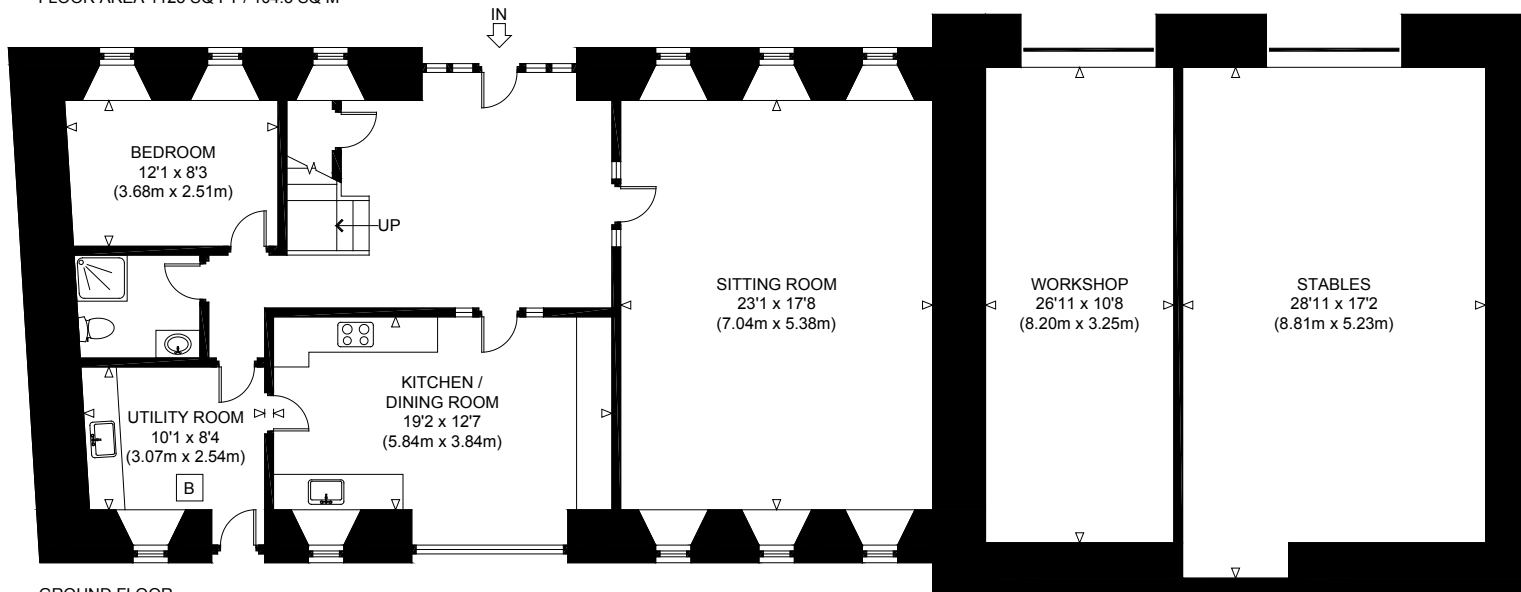 IN
BEDROOM
12'1 x 8'3
(3.68m x 2.51m)
UP
SITTING ROOM
23'1 x 17'8
(7.04m x 5.38m)
WORKSHOP
26'11 x 10'8
(8.20m x 3.25m)
STABLES
28'11 x 17'2
(8.81m x 5.23m)
KITCHEN /
DINING ROOM
19'2 x 12'7
(5.84m x 3.84m)
UTILITY ROOM
10'1 x 8'4
(3.07m x 2.54m)
B
GROUND FLOOR